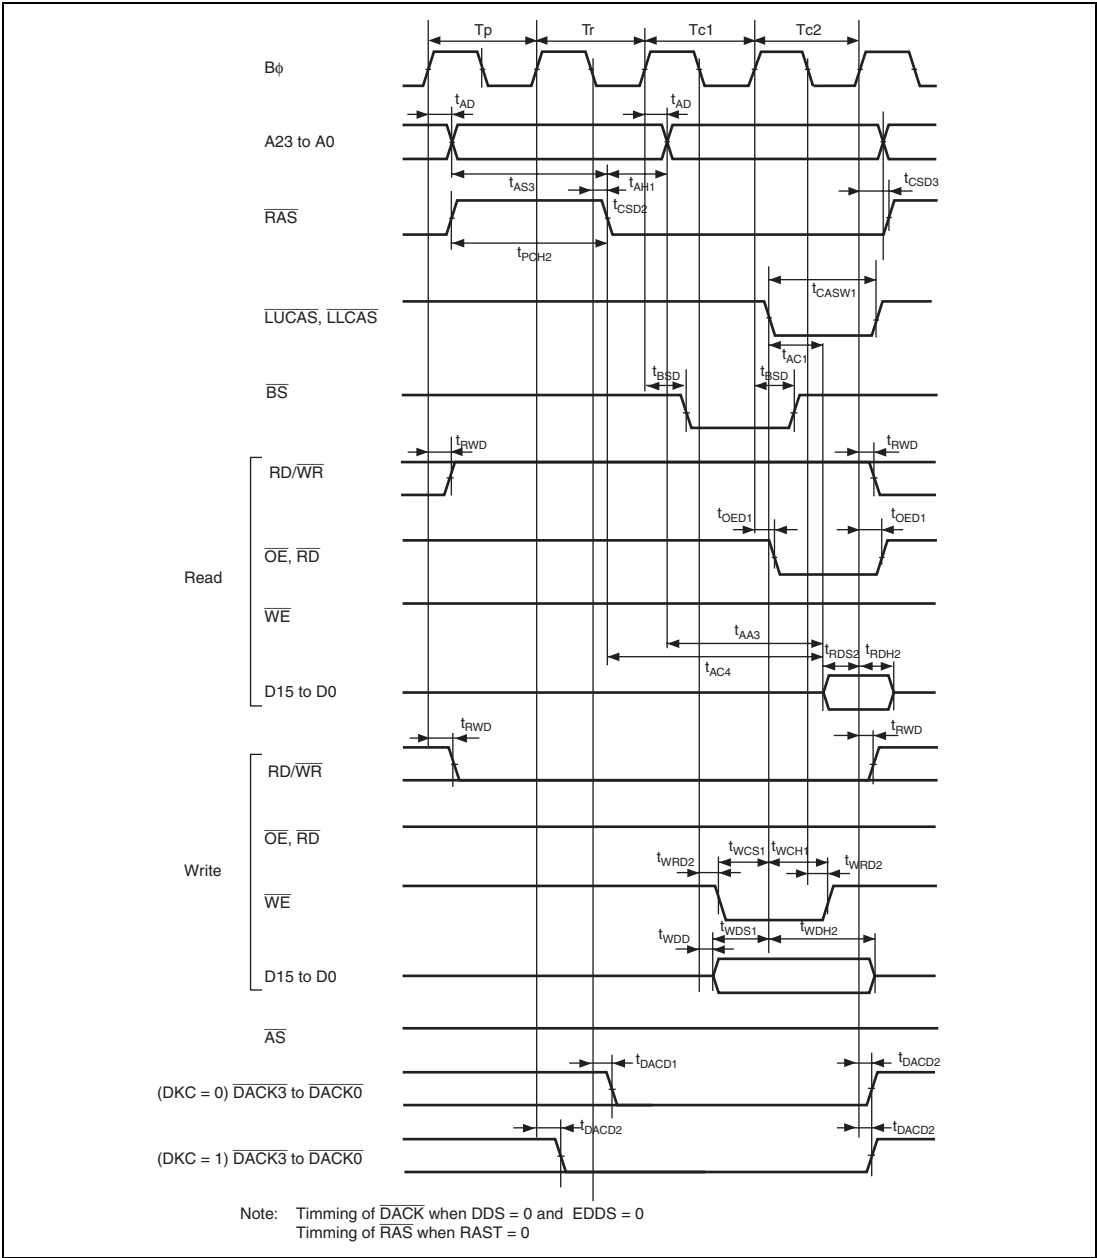 Tp Tr Tc1 Tc2
Bϕ
tAD tAD
A23 to A0
tAS3 tAH1 tCSD3
tCSD2
RAS
tPCH2
tCASW1
LUCAS, LLCAS
tAC1
tBSD tBSD
BS
tRWD tRWD
RD/WR
tOED1 tOED1
OE, RD
Read
WE
tAA3
tRDS2 tRDH2
tAC4
D15 to D0
tRWD tRWD
RD/WR
OE, RD
tWCS1 tWCH1
tWRD2 tWRD2
Write
WE
tWDS1 tWDH2
tWDD
D15 to D0
AS
tDACD1 tDACD2
(DKC = 0) DACK3 to DACK0
tDACD2 tDACD2
(DKC = 1) DACK3 to DACK0
Note: Timming of DACK when DDS = 0 and EDDS = 0
Timming of RAS when RAST = 0